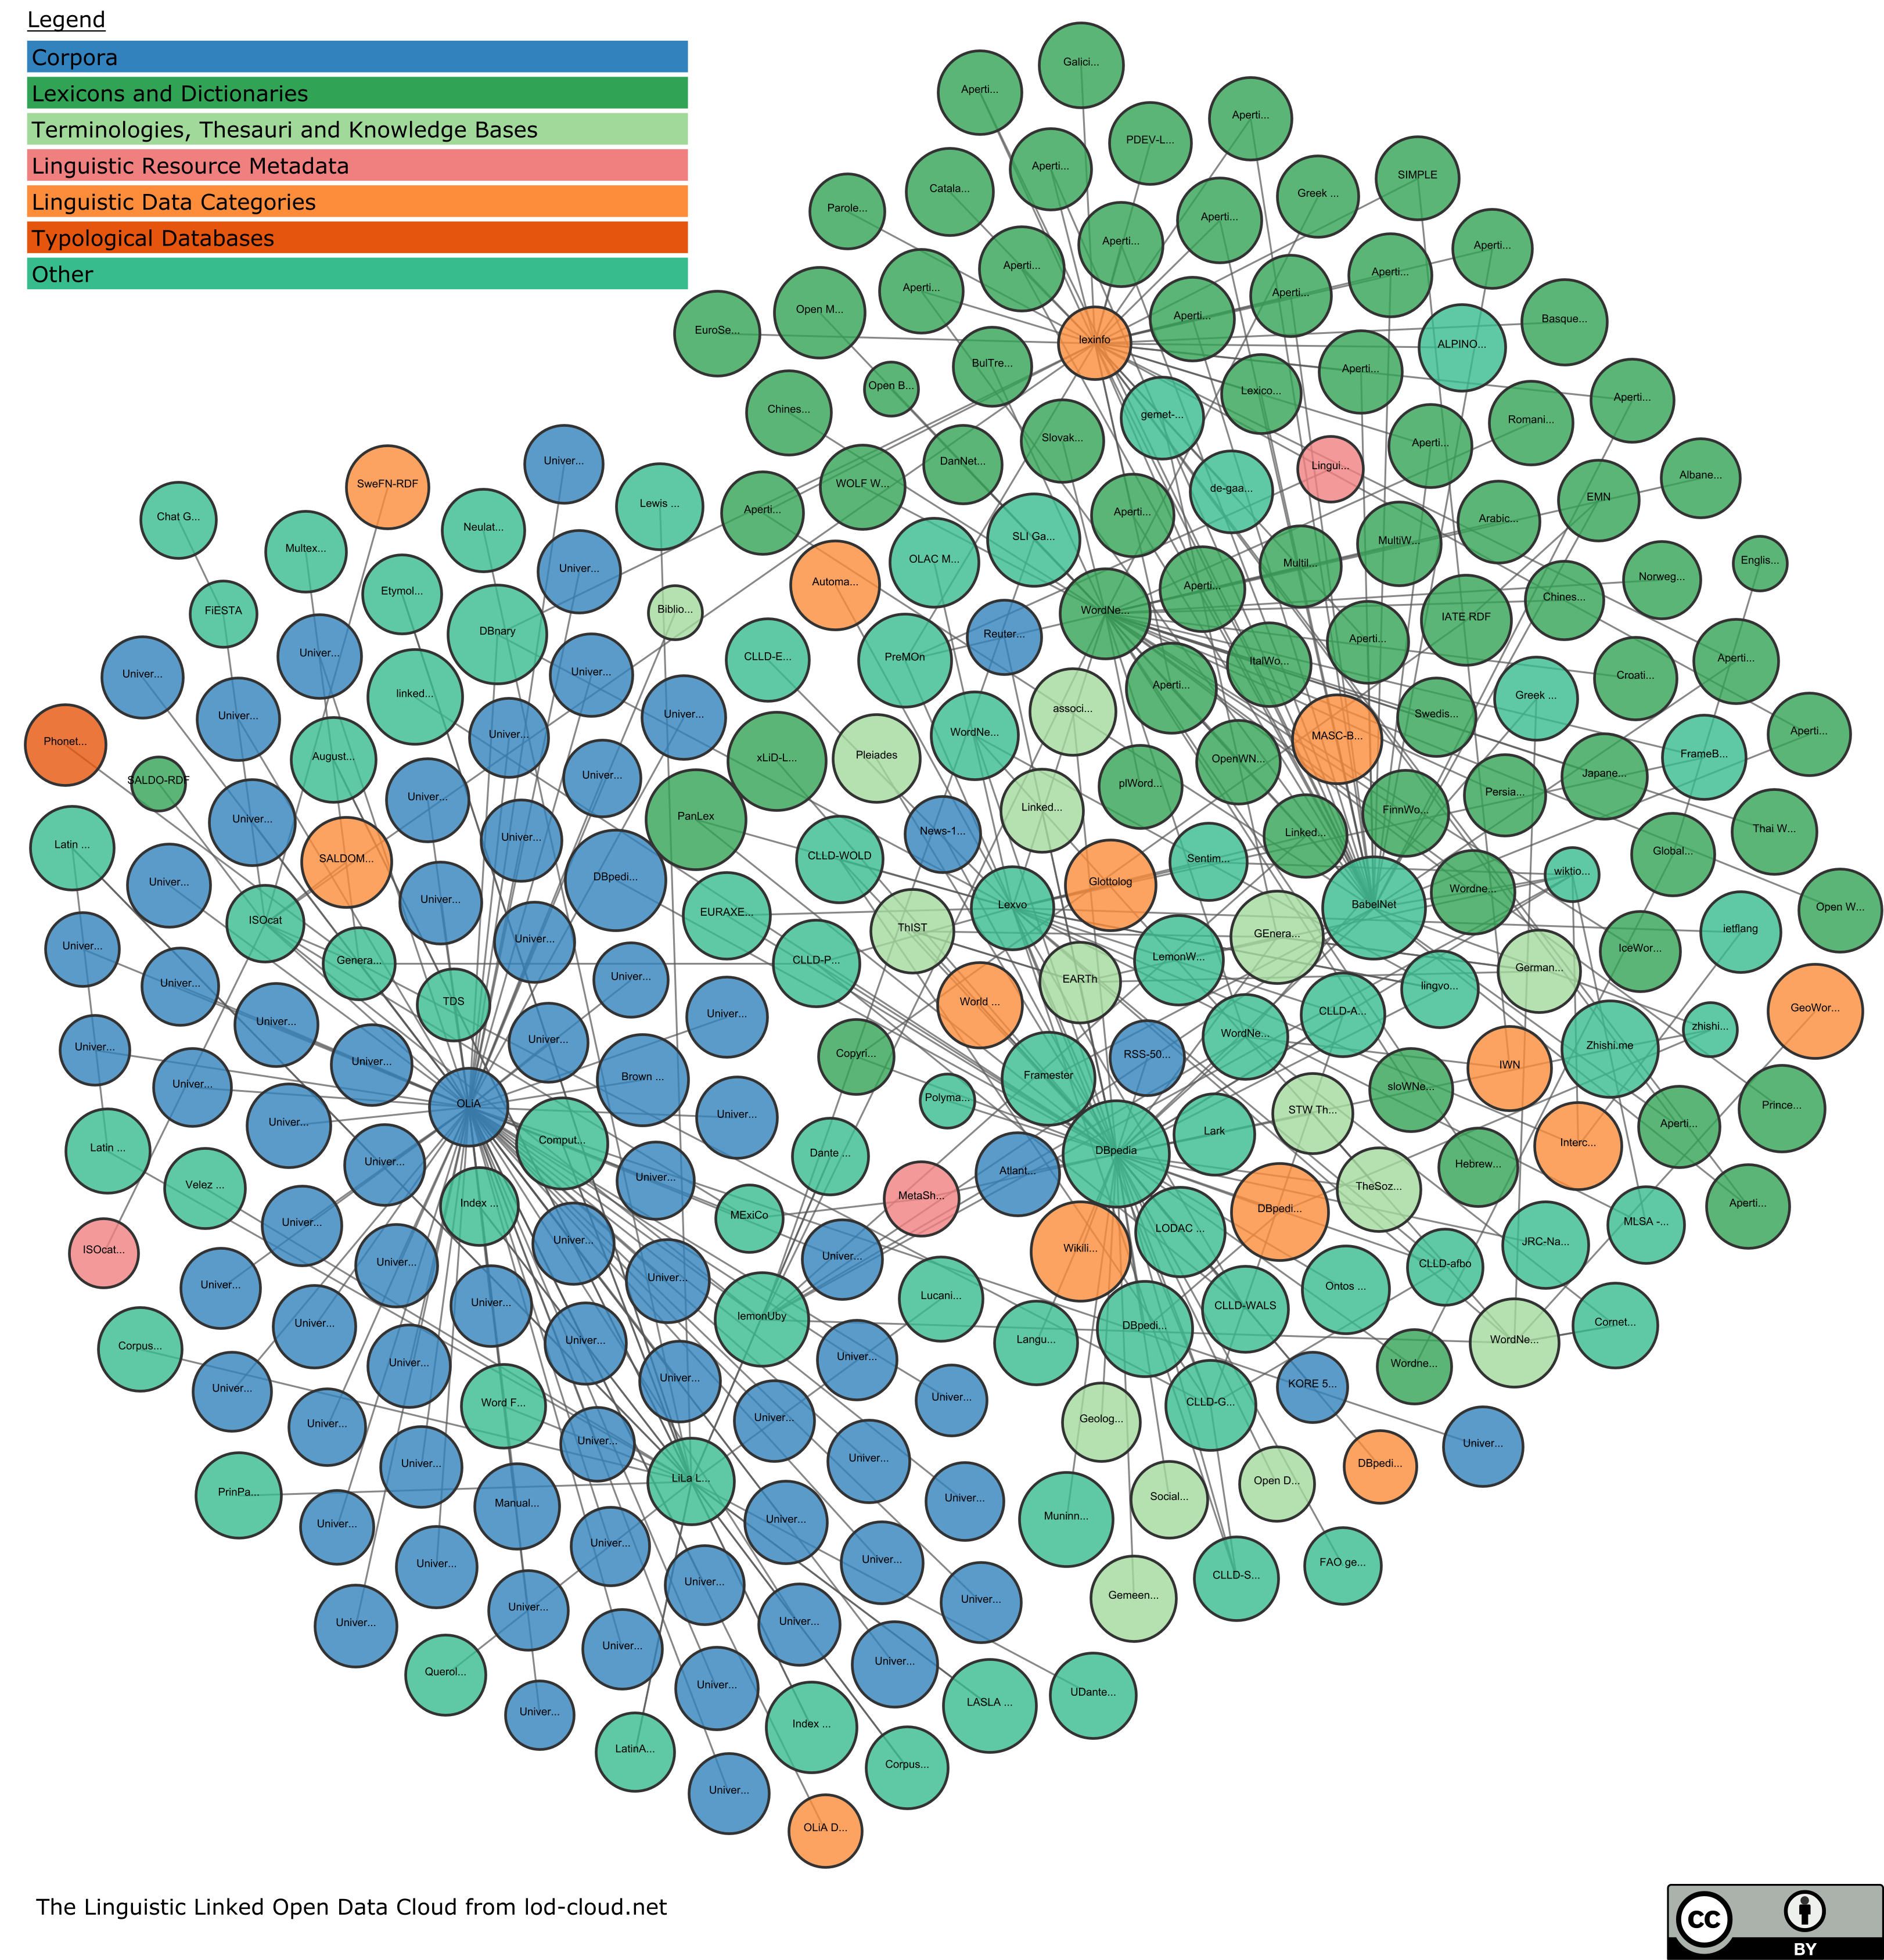 Legend
Corpora
Lexicons and Dictionaries
Terminologies, Thesauri and Knowledge Bases
Linguistic Resource Metadata
Linguistic Data Categories
Typological Databases
Other
Galici...
Aperti...
Aperti...
PDEV-L...
Aperti...
SIMPLE
Catala...
Greek ...
Parole...
Aperti...
Aperti...
Aperti...
Aperti...
Aperti...
Aperti...
Aperti...
Open M...
Aperti...
Basque...
EuroSe...
lexinfo
ALPINO...
BulTre...
Aperti...
Open B...
Lexico...
Aperti...
Chines...
gemet-...
Romani...
Slovak...
Aperti...
DanNet...
Lingui...
Univer...
Albane...
SweFN-RDF
WOLF W...
de-gaa...
EMN
Lewis ...
Aperti...
Aperti...
Arabic...
Chat G...
Neulat...
SLI Ga...
MultiW...
Multex...
OLAC M...
Multil...
Englis...
Univer...
Automa...
Aperti...
Norweg...
Etymol...
Chines...
FiESTA
Biblio...
WordNe...
IATE RDF
DBnary
Reuter...
Aperti...
Univer...
CLLD-E...
PreMOn
ItalWo...
Aperti...
Univer...
Univer...
Croati...
linked...
Aperti...
Greek ...
Univer...
Univer...
associ...
Swedis...
Phonet...
Univer...
WordNe...
MASC-B...
Aperti...
August...
xLiD-L...
Pleiades
OpenWN...
FrameB...
SALDO-RDF
Univer...
plWord...
Japane...
Univer...
PanLex
Linked...
FinnWo...
Persia...
Univer...
Univer...
News-1...
Linked...
Thai W...
Latin ...
SALDOM...
CLLD-WOLD
Sentim...
Global...
Univer...
DBpedi...
Glottolog
wiktio...
Univer...
Wordne...
ISOcat
EURAXE...
Lexvo
BabelNet
Open W...
Univer...
Univer...
ThIST
GEnera...
ietflang
Genera...
CLLD-P...
LemonW...
IceWor...
Univer...
Univer...
EARTh
German...
TDS
World ...
lingvo...
Univer...
Univer...
CLLD-A...
GeoWor...
Univer...
Univer...
Copyri...
RSS-50...
WordNe...
Zhishi.me
zhishi...
Univer...
Univer...
Brown ...
Framester
IWN
OLiA
Univer...
Polyma...
sloWNe...
Prince...
Univer...
Comput...
Lark
STW Th...
Aperti...
Latin ...
Univer...
Dante ...
DBpedia
Interc...
Velez ...
Univer...
Atlant...
Hebrew...
Index ...
MetaSh...
TheSoz...
Aperti...
Univer...
MExiCo
DBpedi...
MLSA -...
ISOcat...
Univer...
Univer...
Wikili...
LODAC ...
JRC-Na...
Univer...
Univer...
Univer...
Lucani...
Ontos ...
CLLD-afbo
Univer...
Univer...
lemonUby
CLLD-WALS
Corpus...
Univer...
Langu...
DBpedi...
WordNe...
Cornet...
Univer...
Univer...
Univer...
Wordne...
Univer...
Word F...
Univer...
Univer...
CLLD-G...
KORE 5...
Univer...
Univer...
Geolog...
Univer...
Univer...
Univer...
DBpedi...
PrinPa...
LiLa L...
Open D...
Manual...
Univer...
Social...
Univer...
Univer...
Muninn...
Univer...
Univer...
Univer...
FAO ge...
Univer...
CLLD-S...
Univer...
Univer...
Univer...
Gemeen...
Univer...
Univer...
Univer...
Querol...
Univer...
LASLA ...
UDante...
Univer...
Index ...
LatinA...
Corpus...
Univer...
OLiA D...
The Linguistic Linked Open Data Cloud from lod-cloud.net
cc
BY